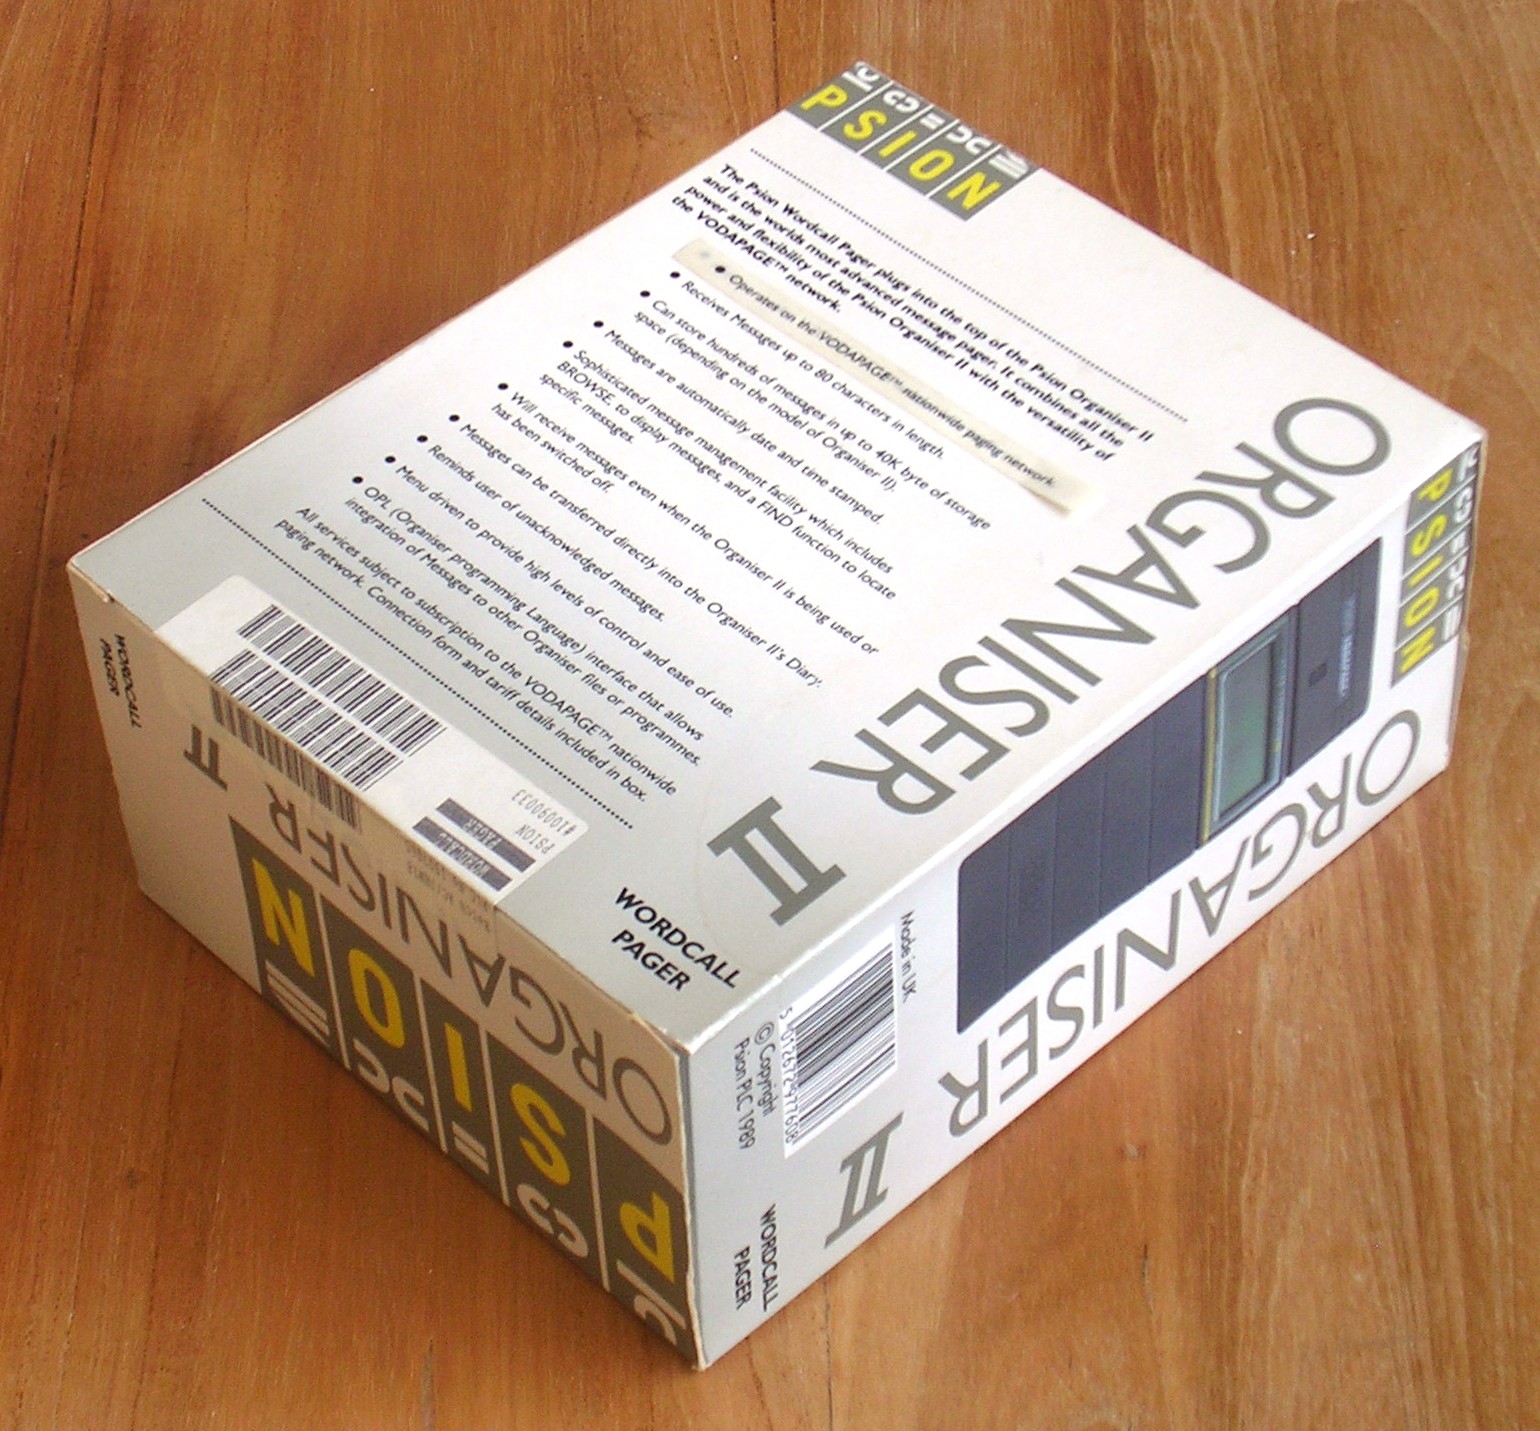 PSION
The Psion Wordcall Pager plugs into the top of the Psion Organiser II
and is the worlds most advanced message pager. It combines all the
power and flexibility of the Psion Organiser II with the versatility of
the VODAPAGE™ network.
● Operates on the VODAPAGE™ nationwide paging network.
● Receives Messages up to 80 characters in length.
● Can store hundreds of messages in up to 40K byte of storage
space (depending on the model of Organiser II).
● Messages are automatically date and time stamped.
● Sophisticated message management facility which includes
BROWSE, to display messages, and a FIND function to locate
specific messages.
● Will receive messages even when the Organiser II is being used or
has been switched off.
● Messages can be transferred directly into the Organiser II's Diary.
● Reminds user of unacknowledged messages.
● Menu driven to provide high levels of control and ease of use.
● OPL (Organiser programming Language) interface that allows
integration of Messages to other Organiser files or programmes.
All services subject to subscription to the VODAPAGE™ nationwide
paging network. Connection form and tariff details included in box.
ORGANISER II
WORDCALL
PAGER
#10090033
PSION
WORDCALL
PAGER
PSION
ORGANISER II
Made in UK
5 012672977608
© Copyright
Psion PLC 1989
WORDCALL
PAGER
PSION
ORGANISER II
WORDCALL
PAGER